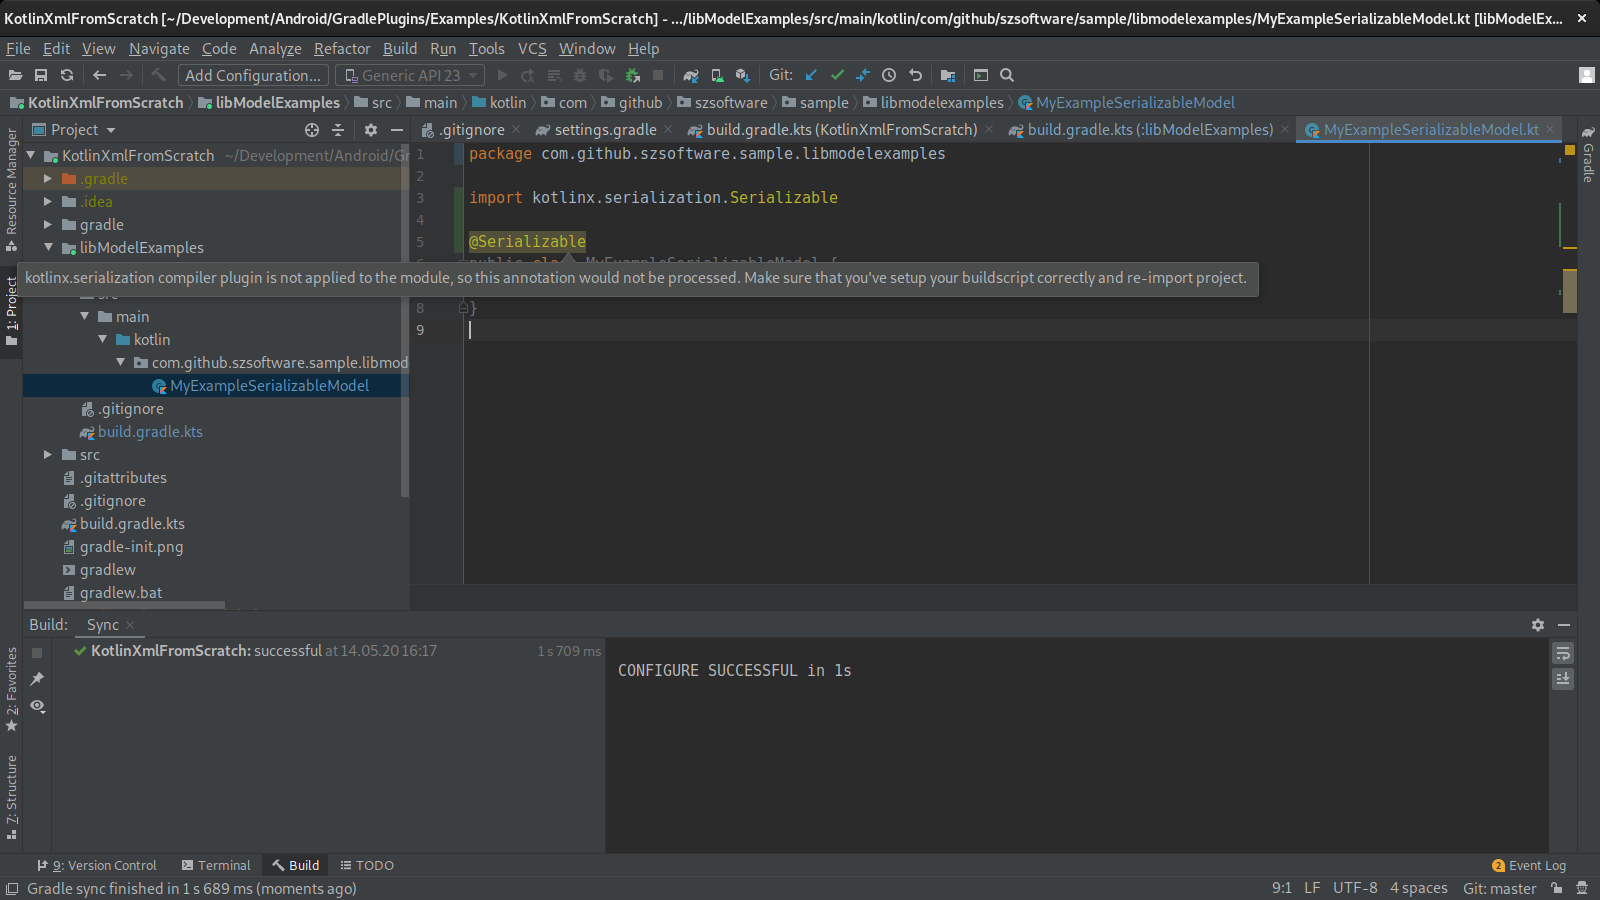 KotlinXmlFromScratch [~/Development/Android/GradlePlugins/Examples/KotlinXmlFromScratch] - .../libModelExamples/src/main/kotlin/com/github/szsoftware/sample/libmodelexamples/MyExampleSerializableModel.kt [libModelEx...
File Edit View Navigate Code Analyze Refactor Build Run Tools VCS Window Help
Add Configuration... Generic API 23 Git:
KotlinXmlFromScratch libModelExamples src main kotlin com github szsoftware sample libmodelexamples MyExampleSerializableModel
Project
.gitignore settings.gradle build.gradle.kts (KotlinXmlFromScratch) build.gradle.kts (:libModelExamples) MyExampleSerializableModel.kt
Resource Manager
1: Project
2: Favorites
7: Structure
Gradle
KotlinXmlFromScratch ~/Development/Android/Gr
.gradle
.idea
gradle
libModelExamples
src
main
kotlin
com.github.szsoftware.sample.libmod
MyExampleSerializableModel
.gitignore
build.gradle.kts
src
.gitattributes
.gitignore
build.gradle.kts
gradle-init.png
gradlew
gradlew.bat
1 package com.github.szsoftware.sample.libmodelexamples
2
3 import kotlinx.serialization.Serializable
4
5 @Serializable
public class MyExampleSerializableModel {
kotlinx.serialization compiler plugin is not applied to the module, so this annotation would not be processed. Make sure that you've setup your buildscript correctly and re-import project.
8 }
9
Build: Sync
KotlinXmlFromScratch: successful at 14.05.20 16:17 1 s 709 ms
CONFIGURE SUCCESSFUL in 1s
9: Version Control Terminal Build TODO 2 Event Log
Gradle sync finished in 1 s 689 ms (moments ago) 9:1 LF UTF-8 4 spaces Git: master